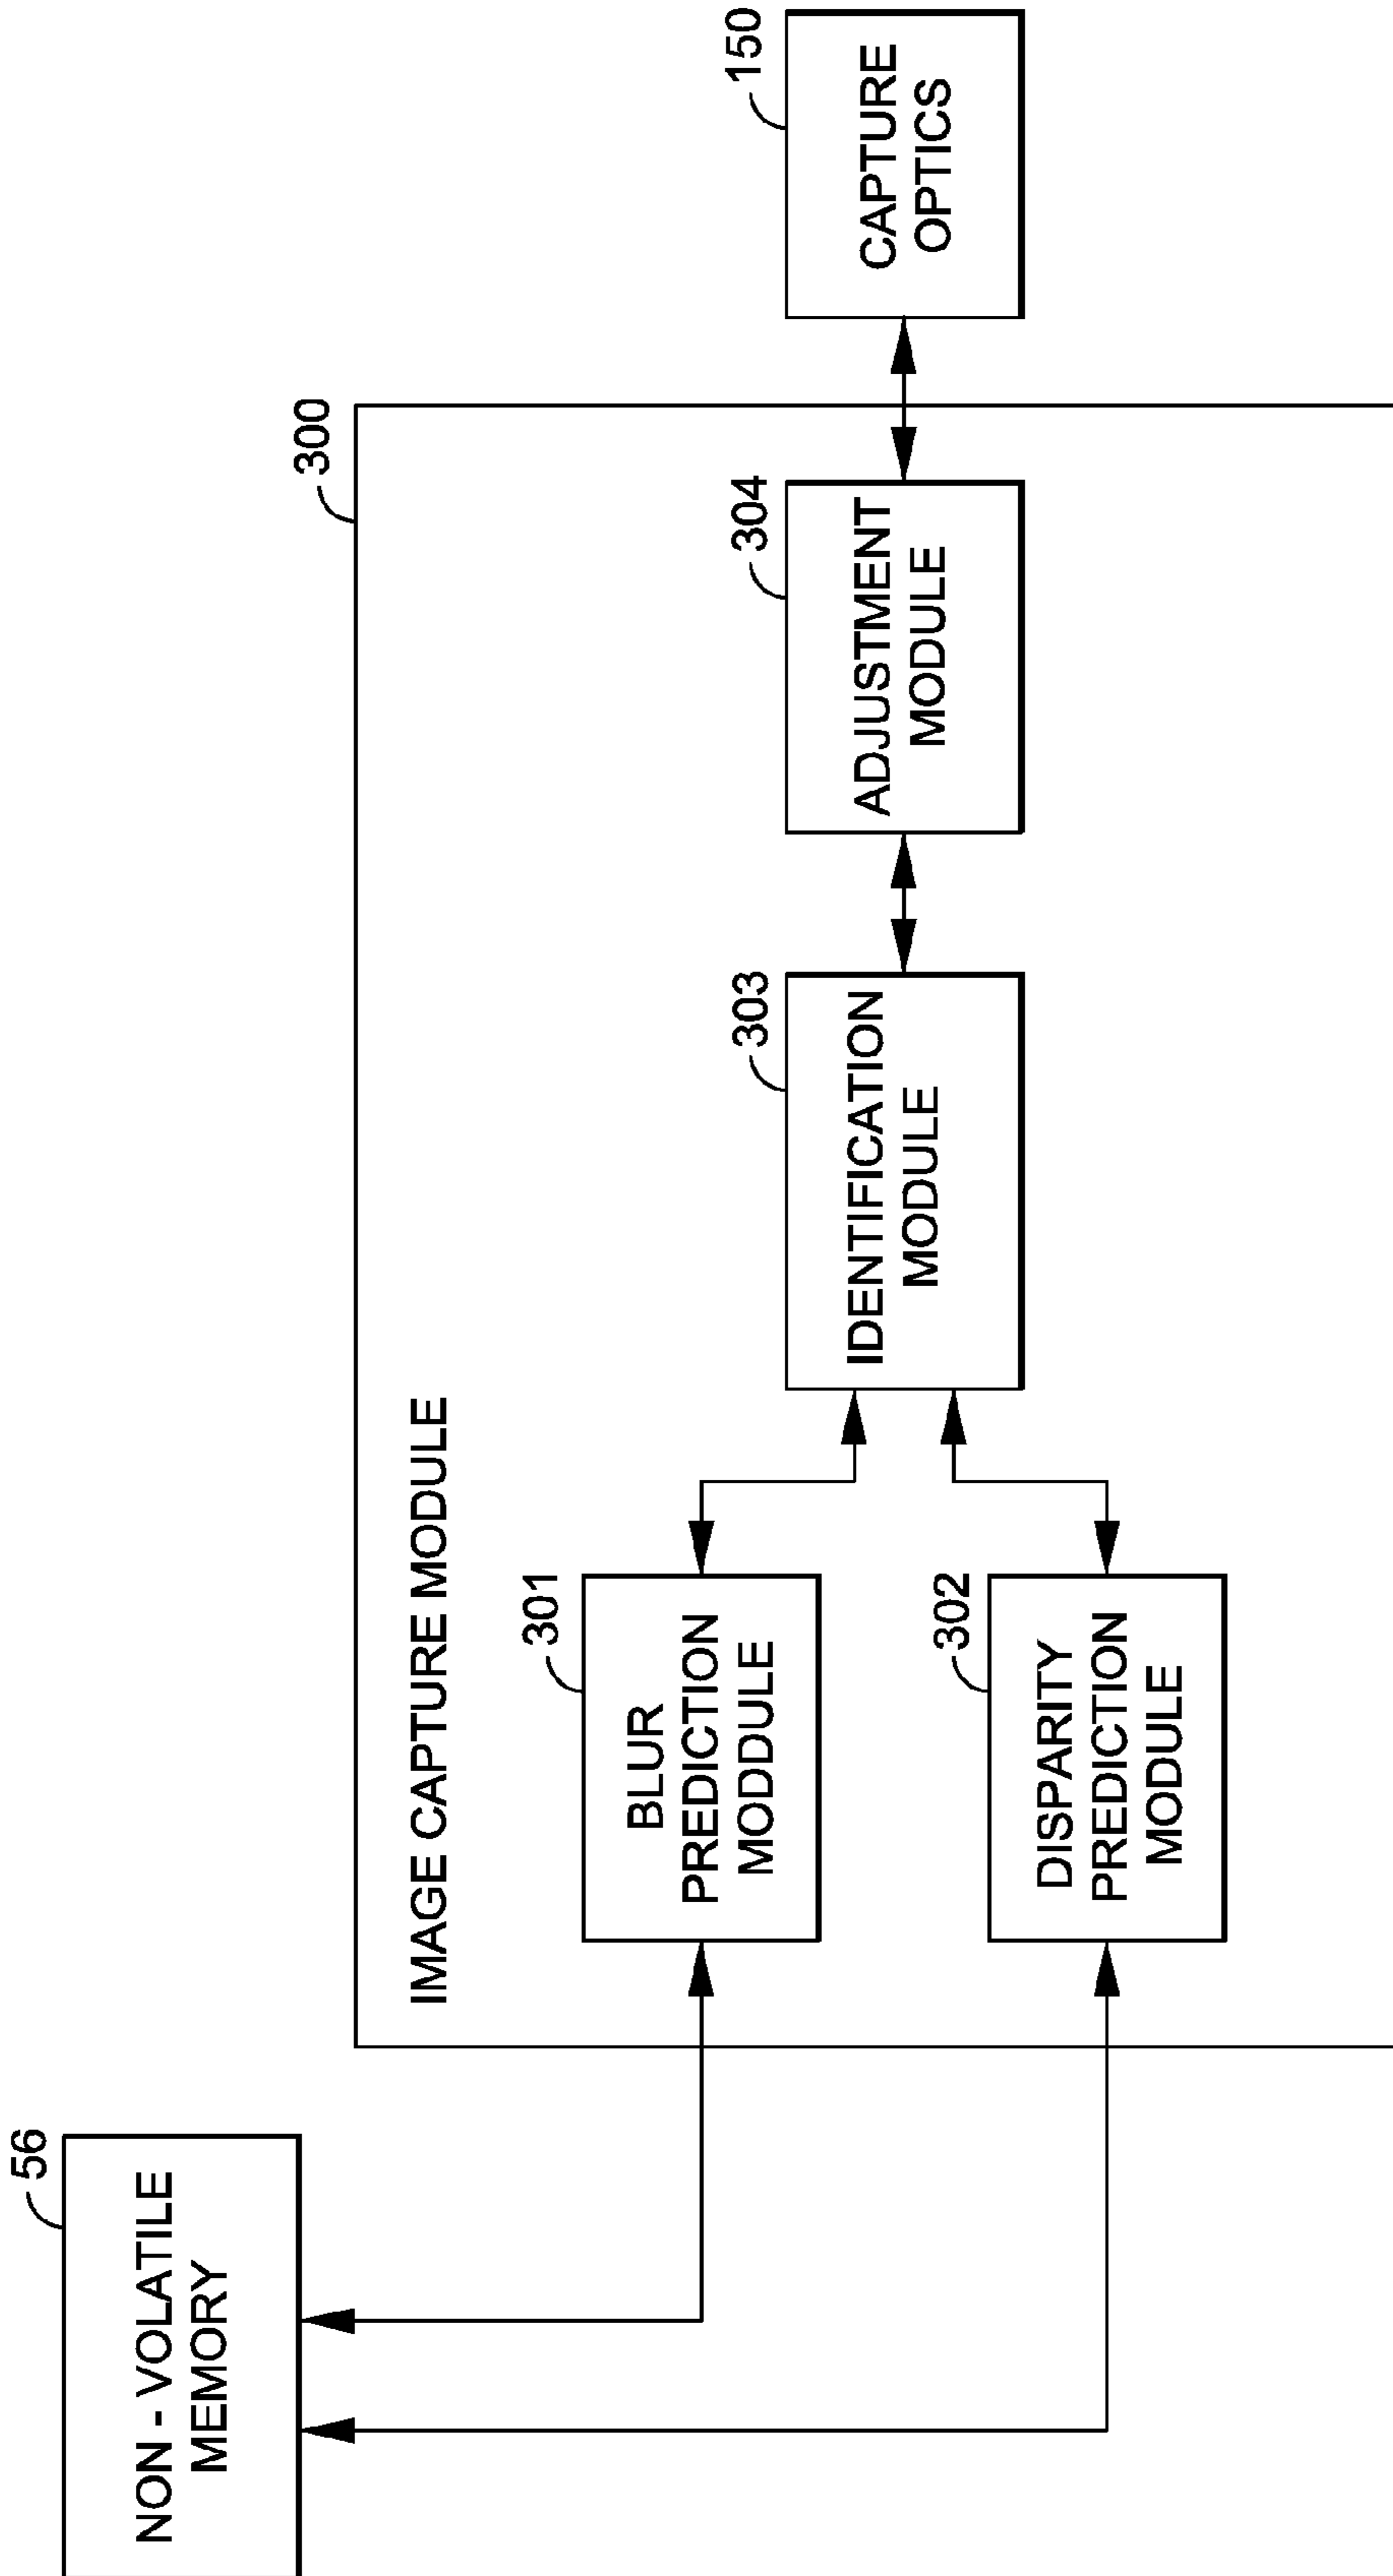 56
NON - VOLATILE
MEMORY
300
IMAGE CAPTURE MODULE
301
BLUR
PREDICTION
MODDULE
302
DISPARITY
PREDICTION
MODULE
303
IDENTIFICATION
MODULE
304
ADJUSTMENT
MODULE
150
CAPTURE
OPTICS